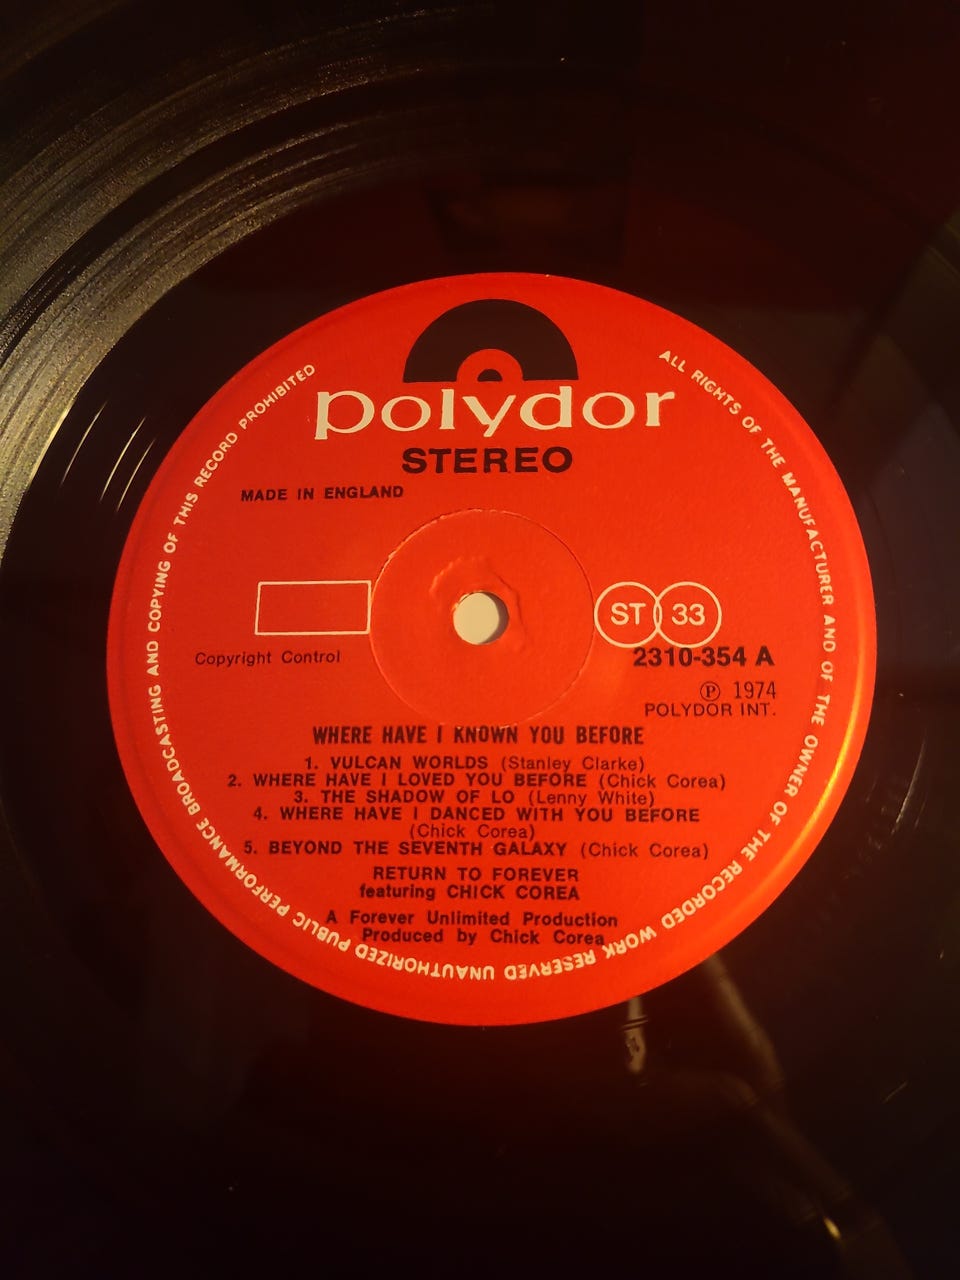 polydor
STEREO
MADE IN ENGLAND
ST 33
Copyright Control
2310-354 A
Ⓟ 1974
POLYDOR INT.
WHERE HAVE I KNOWN YOU BEFORE
1. VULCAN WORLDS (Stanley Clarke)
2. WHERE HAVE I LOVED YOU BEFORE (Chick Corea)
3. THE SHADOW OF LO (Lenny White)
4. WHERE HAVE I DANCED WITH YOU BEFORE
(Chick Corea)
5. BEYOND THE SEVENTH GALAXY (Chick Corea)
RETURN TO FOREVER
featuring CHICK COREA
A Forever Unlimited Production
Produced by Chick Corea
ALL RIGHTS OF THE MANUFACTURER AND OF THE OWNER OF THE RECORDED WORK RESERVED UNAUTHORIZED PUBLIC PERFORMANCE BROADCASTING AND COPYING OF THIS RECORD PROHIBITED